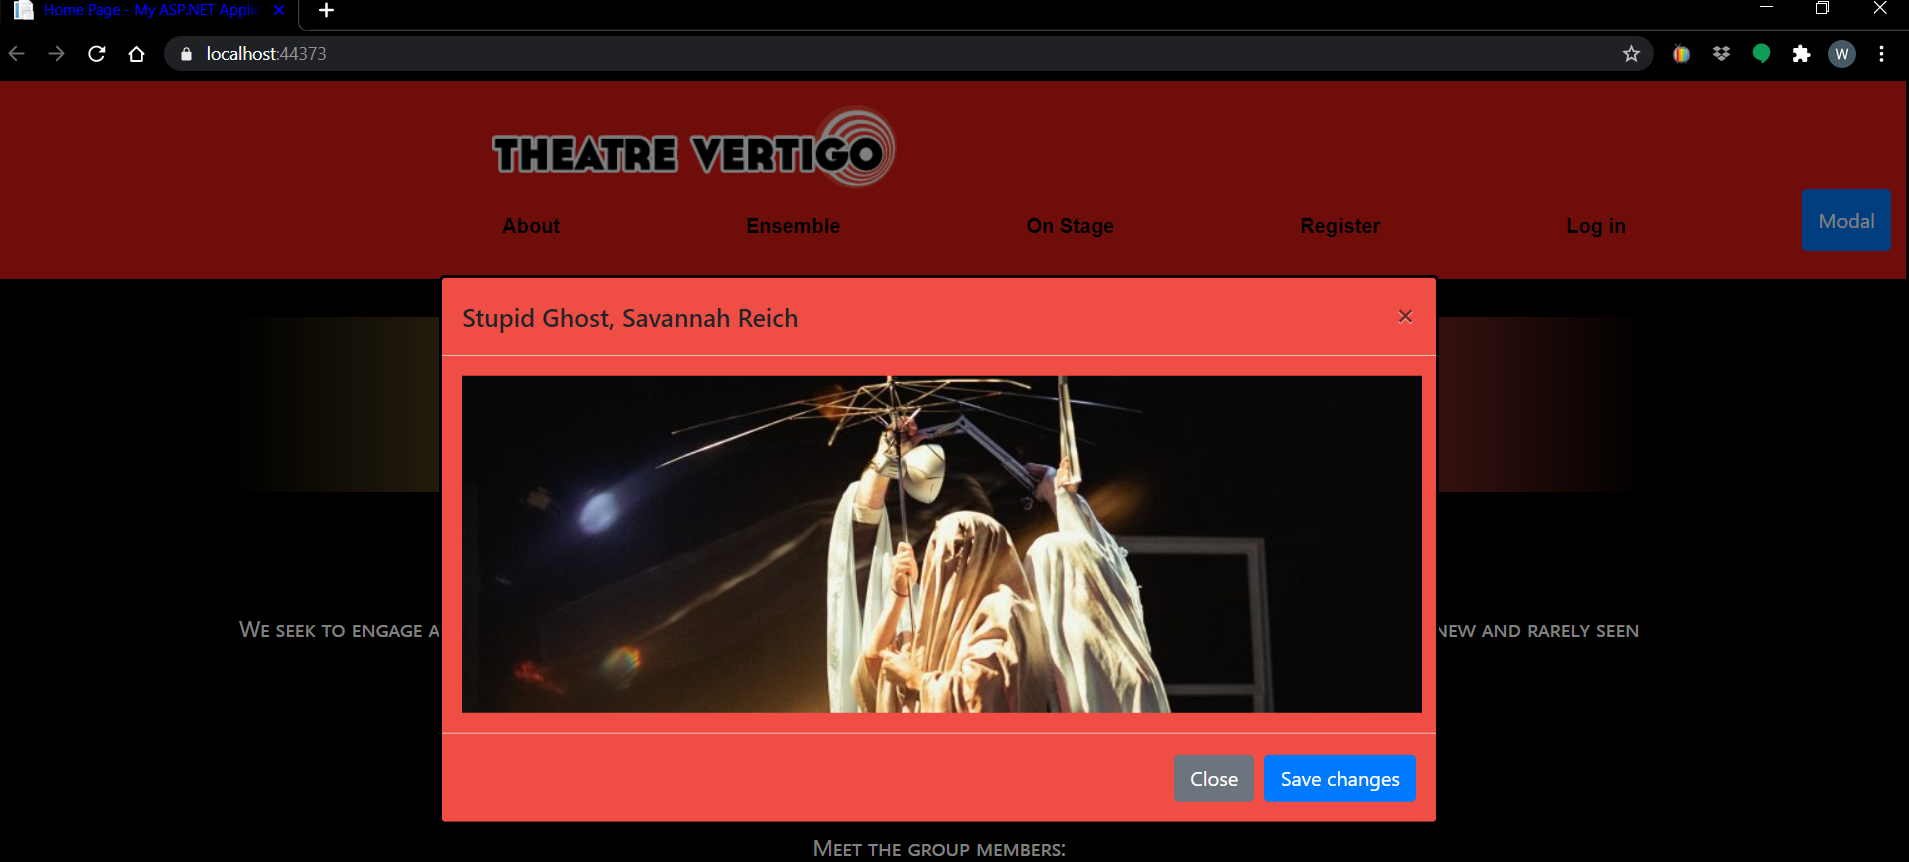 Home Page - My ASP.NET Applic
localhost:44373
W
THEATRE VERTIGO
About Ensemble On Stage Register Log in
Modal
Stupid Ghost, Savannah Reich
×
We seek to engage a
new and rarely seen
Close Save changes
Meet the group members: